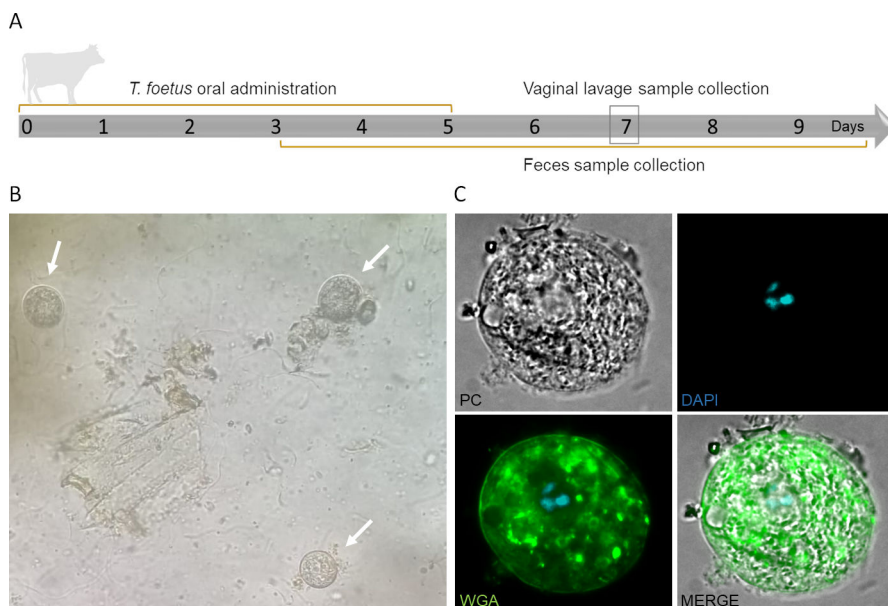 A
T. foetus oral administration
Vaginal lavage sample collection
0 1 2 3 4 5 6 7 8 9 Days
Feces sample collection
B
C
PC
DAPI
WGA
MERGE